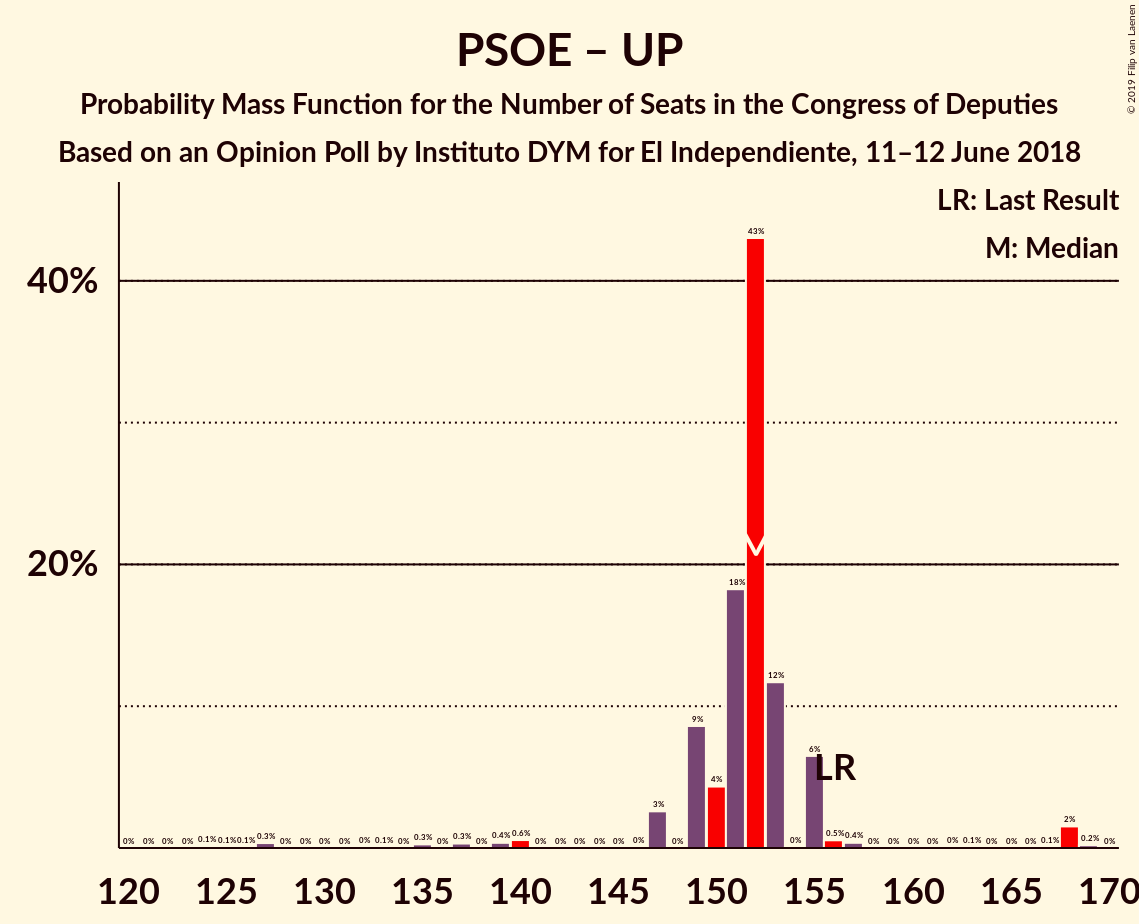 PSOE – UP
Probability Mass Function for the Number of Seats in the Congress of Deputies
Based on an Opinion Poll by Instituto DYM for El Independiente, 11–12 June 2018
© 2019 Filip van Laenen
LR: Last Result
M: Median
40%
20%
0% 0% 0% 0% 0.1% 0.1% 0.1% 0.3% 0% 0% 0% 0% 0% 0.1% 0% 0.3% 0% 0.3% 0% 0.4% 0.6% 0% 0% 0% 0% 0% 0% 3% 0% 9% 4% 18% 43% 12% 0% 6% 0.5% 0.4% 0% 0% 0% 0% 0% 0.1% 0% 0% 0% 0.1% 2% 0.2% 0%
LR
120 125 130 135 140 145 150 155 160 165 170